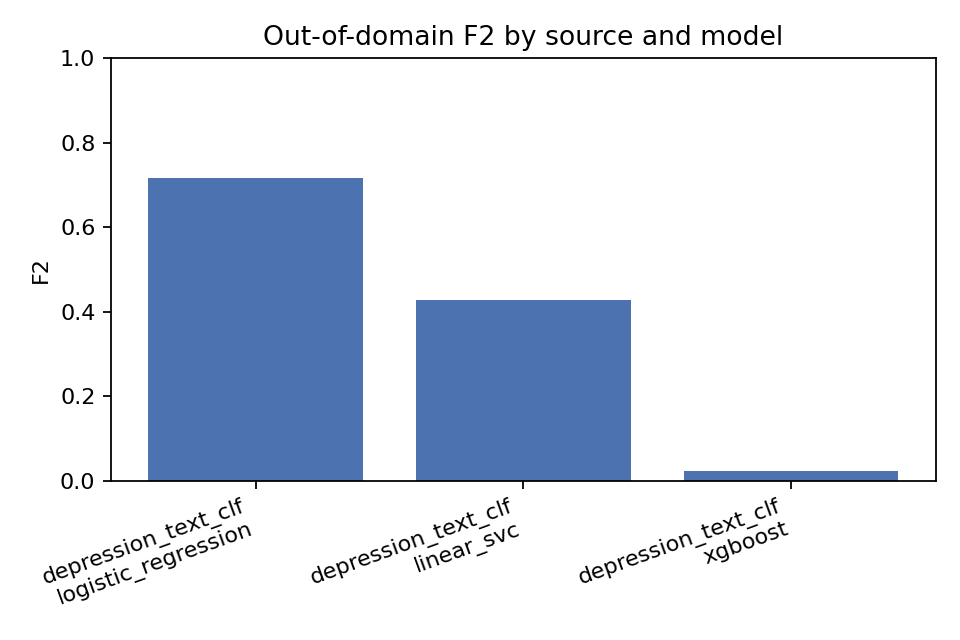 Out-of-domain F2 by source and model
F2
1.0
0.8
0.6
0.4
0.2
0.0
depression_text_clf
logistic_regression
depression_text_clf
linear_svc
depression_text_clf
xgboost